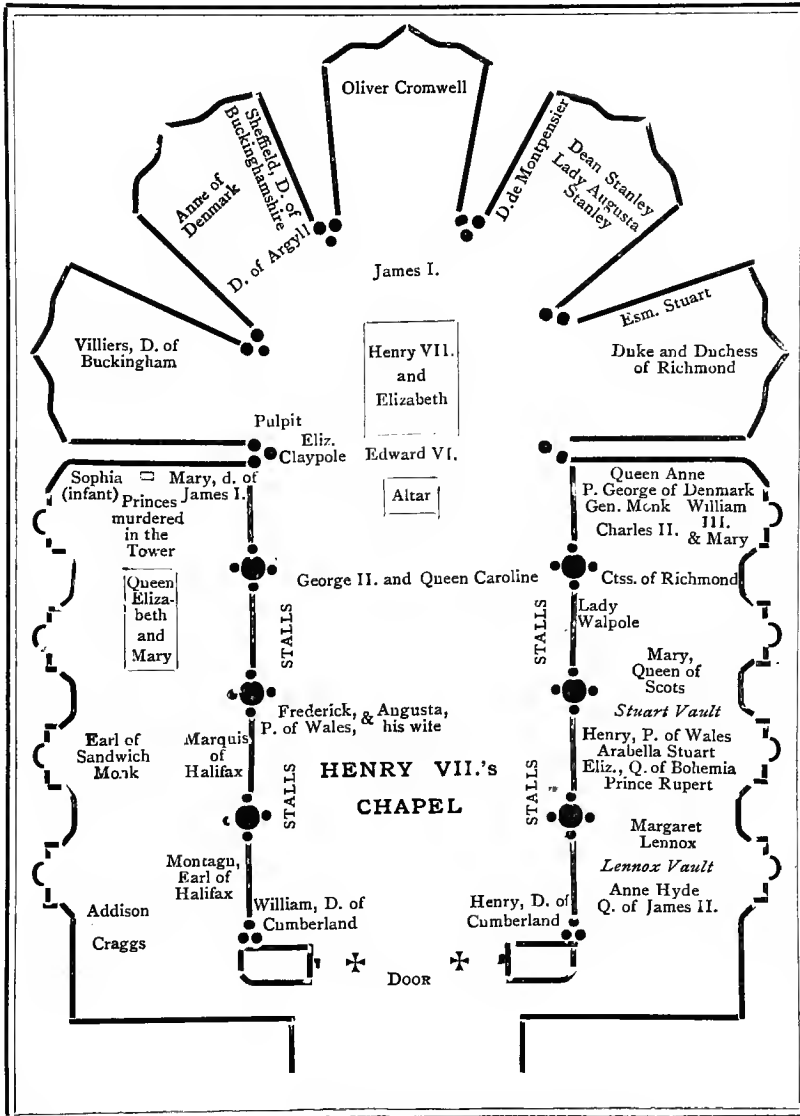 Oliver Cromwell
Anne of
Denmark
Sheffield, D. of
Buckinghamshire
D. of Argyll
D. de Montpensier
Dean Stanley
Lady Augusta
Stanley
James I.
Esm. Stuart
Villiers, D. of
Buckingham
Henry VII.
and
Elizabeth
Duke and Duchess
of Richmond
Pulpit
Eliz.
Claypole
Edward VI.
Altar
Sophia
(infant)
Mary, d. of
James I.
Princes
murdered
in the
Tower
Queen Anne
P. George of Denmark
Gen. Monk
William
III.
& Mary
Charles II.
Queen
Eliza-
beth
and
Mary
George II. and Queen Caroline
Ctss. of Richmond
STALLS
STALLS
Lady
Walpole
Mary,
Queen of
Scots
Stuart Vault
Frederick,
P. of Wales,
&
Augusta,
his wife
Earl of
Sandwich
Monk
Marquis
of
Halifax
HENRY VII.'s
CHAPEL
STALLS
STALLS
Henry, P. of Wales
Arabella Stuart
Eliz., Q. of Bohemia
Prince Rupert
Margaret
Lennox
Lennox Vault
Anne Hyde
Q. of James II.
Montagu,
Earl of
Halifax
Addison
Craggs
William, D. of
Cumberland
Henry, D. of
Cumberland
DOOR